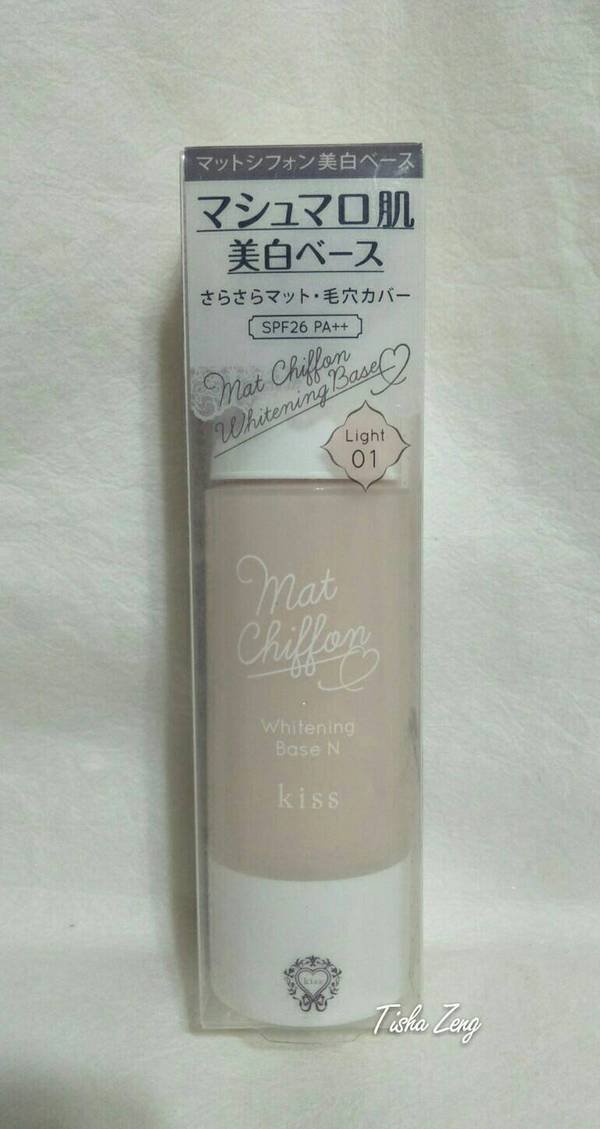 マットシフォン美白ベース
マシュマロ肌
美白ベース
さらさらマット・毛穴カバー
SPF26 PA++
Mat Chiffon
Whitening Base
Light
01
Mat
Chiffon
Whitening
Base N
kiss
kiss
Tisha Zeng